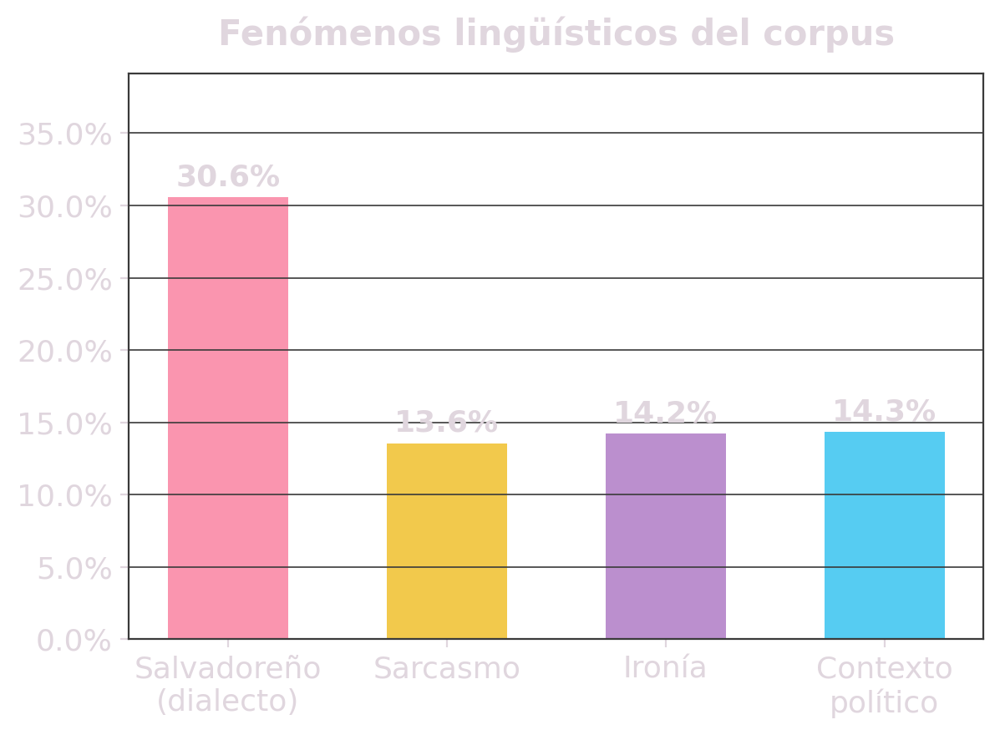 Fenómenos lingüísticos del corpus
35.0%
30.0%
25.0%
20.0%
15.0%
10.0%
5.0%
0.0%
30.6%
13.6%
14.2%
14.3%
Salvadoreño
(dialecto)
Sarcasmo
Ironía
Contexto
político